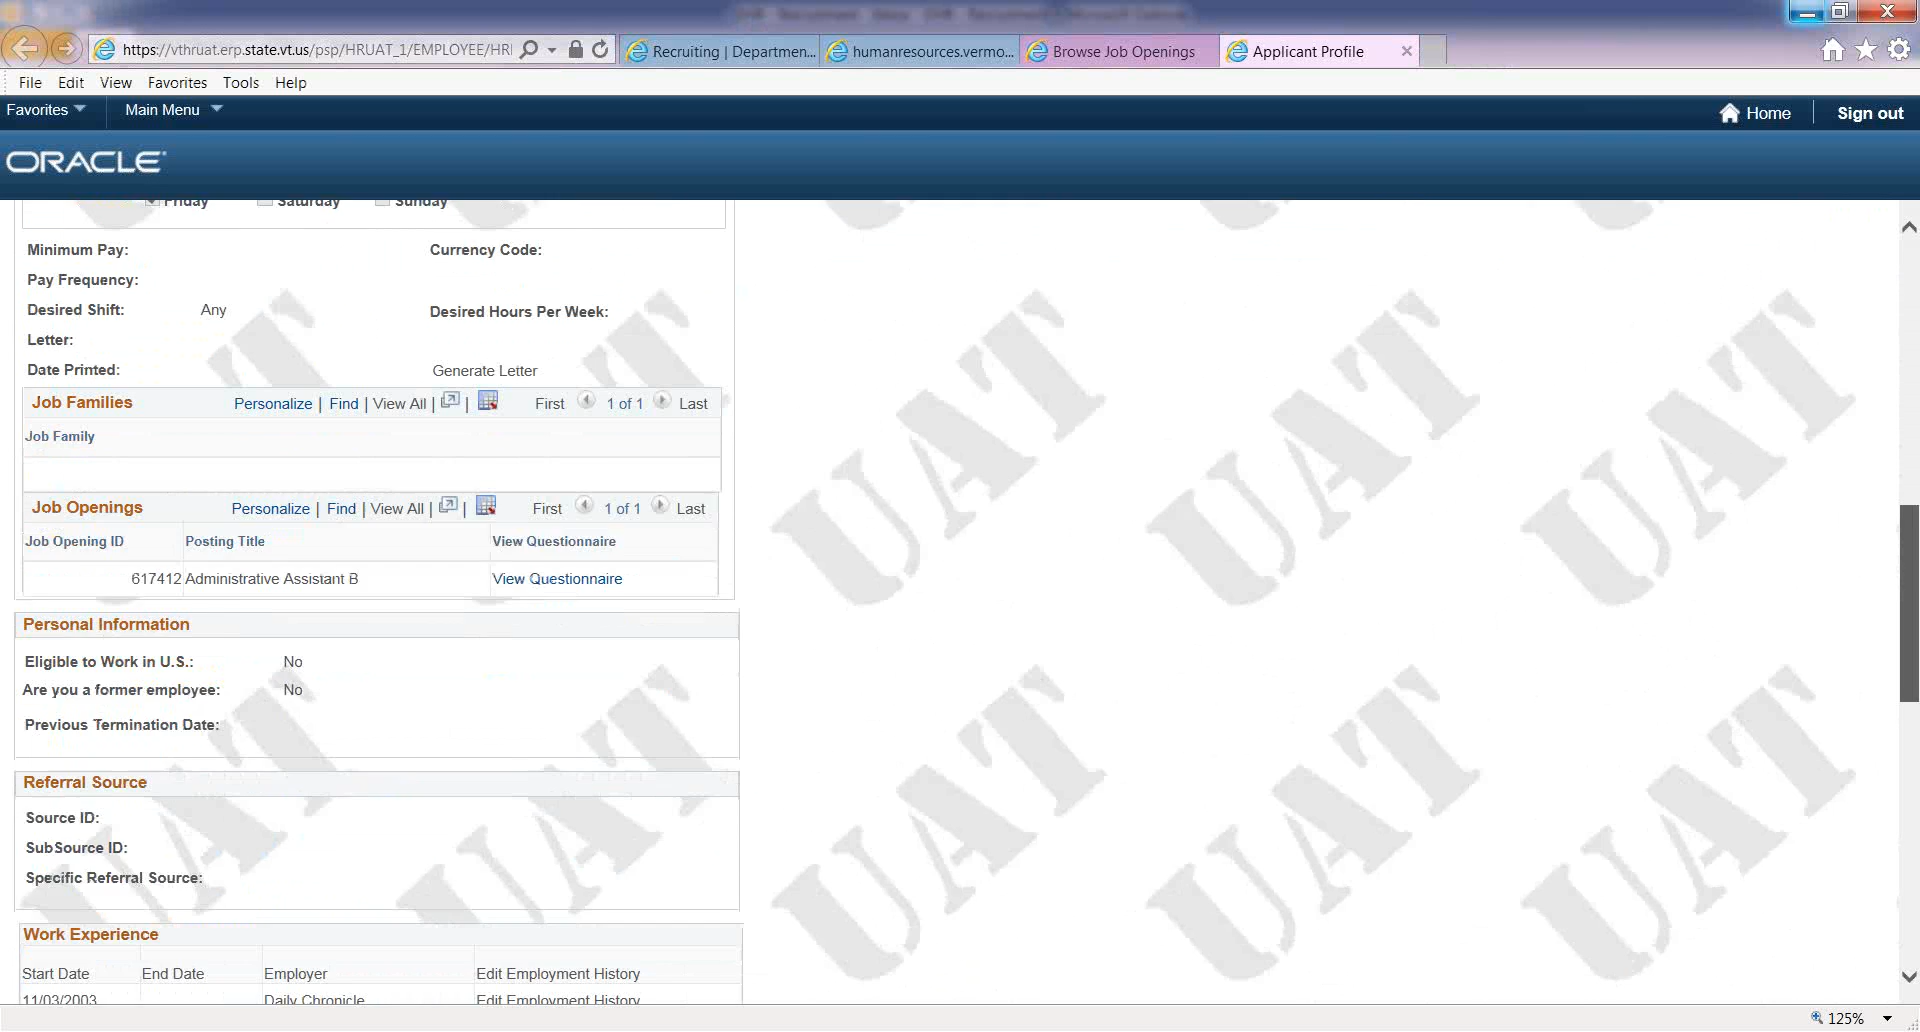 https://vthruat.erp.state.vt.us/psp/HRUAT_1/EMPLOYEE/HRI
Recruiting | Departmen...
humanresources.vermo...
Browse Job Openings
Applicant Profile
File Edit View Favorites Tools Help
Favorites Main Menu Home Sign out
ORACLE
Friday Saturday Sunday
Minimum Pay: Currency Code:
Pay Frequency:
Desired Shift: Any Desired Hours Per Week:
Letter:
Date Printed: Generate Letter
Job Families Personalize | Find | View All | | First 1 of 1 Last
Job Family
Job Openings Personalize | Find | View All | | First 1 of 1 Last
Job Opening ID Posting Title View Questionnaire
617412 Administrative Assistant B View Questionnaire
Personal Information
Eligible to Work in U.S.: No
Are you a former employee: No
Previous Termination Date:
Referral Source
Source ID:
SubSource ID:
Specific Referral Source:
Work Experience
Start Date End Date Employer Edit Employment History
11/03/2003 Daily Chronicle Edit Employment History
UAT UAT UAT UAT UAT
UAT UAT UAT UAT UAT
125%